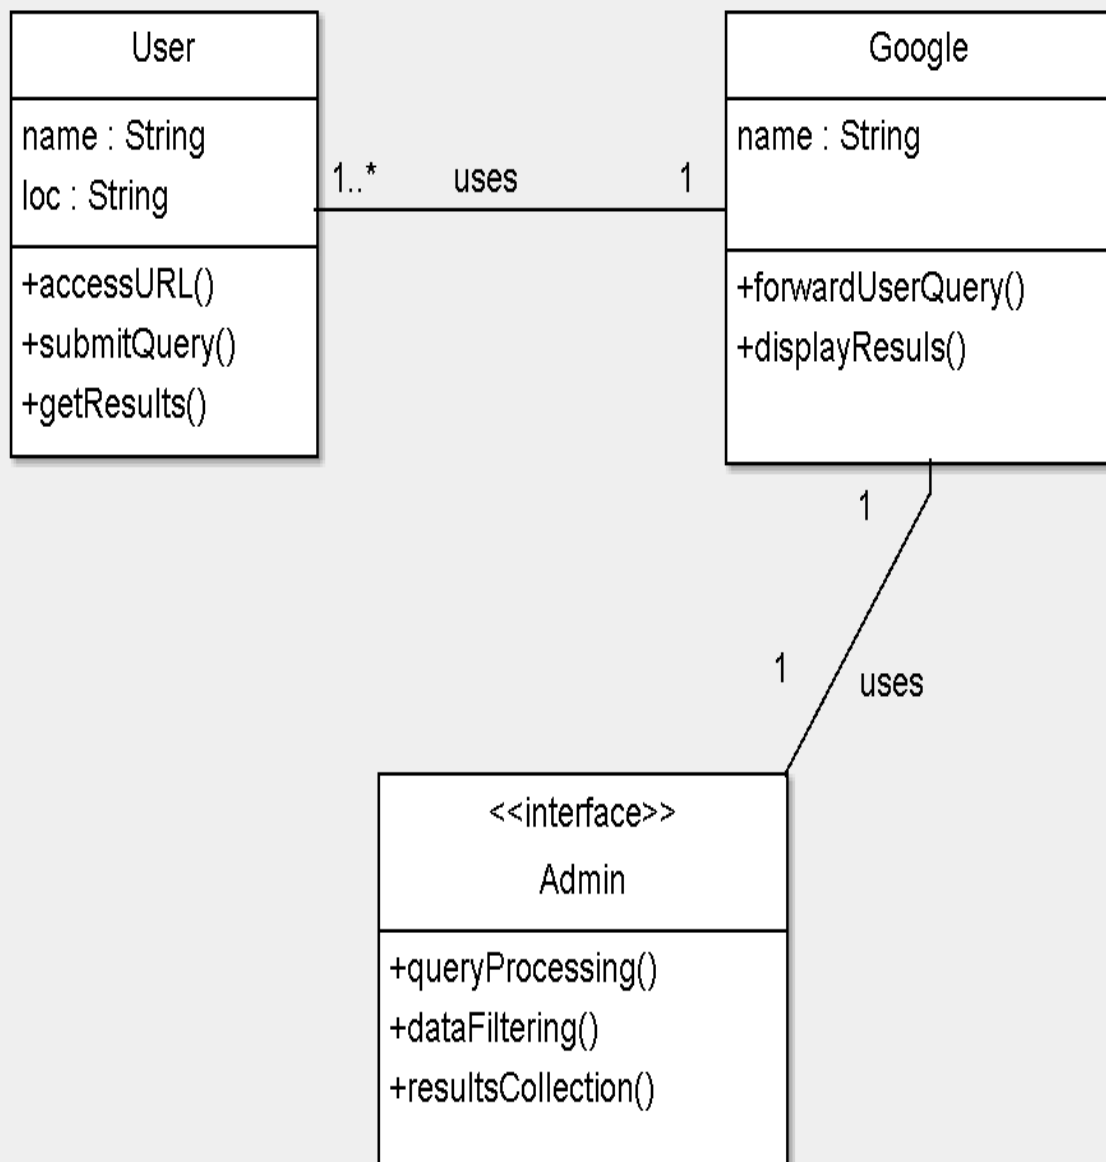 User
name : String
loc : String
+accessURL()
+submitQuery()
+getResults()
1..* uses 1
Google
name : String
+forwardUserQuery()
+displayResuls()
1
1
uses
<<interface>>
Admin
+queryProcessing()
+dataFiltering()
+resultsCollection()